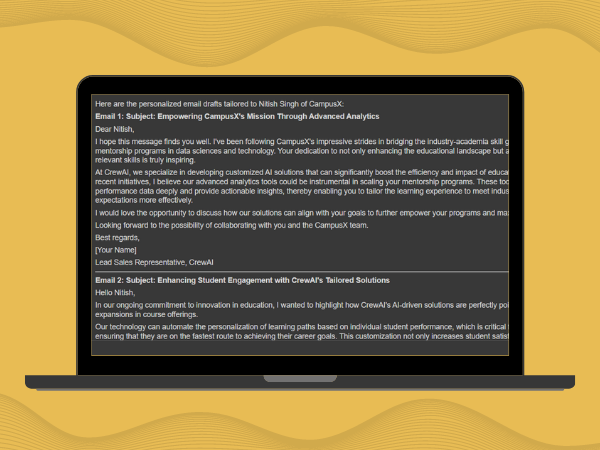 Here are the personalized email drafts tailored to Nitish Singh of CampusX:
Email 1: Subject: Empowering CampusX's Mission Through Advanced Analytics
Dear Nitish,
I hope this message finds you well. I've been following CampusX's impressive strides in bridging the industry-academia skill g
mentorship programs in data sciences and technology. Your dedication to not only enhancing the educational landscape but a
relevant skills is truly inspiring.
At CrewAI, we specialize in developing customized AI solutions that can significantly boost the efficiency and impact of educa
recent initiatives, I believe our advanced analytics tools could be instrumental in scaling your mentorship programs. These too
performance data deeply and provide actionable insights, thereby enabling you to tailor the learning experience to meet indus
expectations more effectively.
I would love the opportunity to discuss how our solutions can align with your goals to further empower your programs and ma
Looking forward to the possibility of collaborating with you and the CampusX team.
Best regards,
[Your Name]
Lead Sales Representative, CrewAI
Email 2: Subject: Enhancing Student Engagement with CrewAI's Tailored Solutions
Hello Nitish,
In our ongoing commitment to innovation in education, I wanted to highlight how CrewAI's AI-driven solutions are perfectly poi
expansions in course offerings.
Our technology can automate the personalization of learning paths based on individual student performance, which is critical
ensuring that they are on the fastest route to achieving their career goals. This customization not only increases student satis